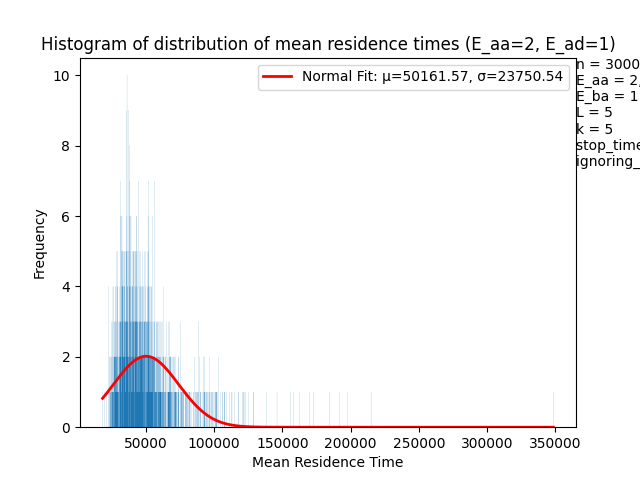 Histogram of distribution of mean residence times (E_aa=2, E_ad=1)
Normal Fit: μ=50161.57, σ=23750.54
n = 3000
E_aa = 2,
E_ba = 1
L = 5
k = 5
stop_time
ignoring_
Frequency
10
8
6
4
2
0
50000 100000 150000 200000 250000 300000 350000
Mean Residence Time